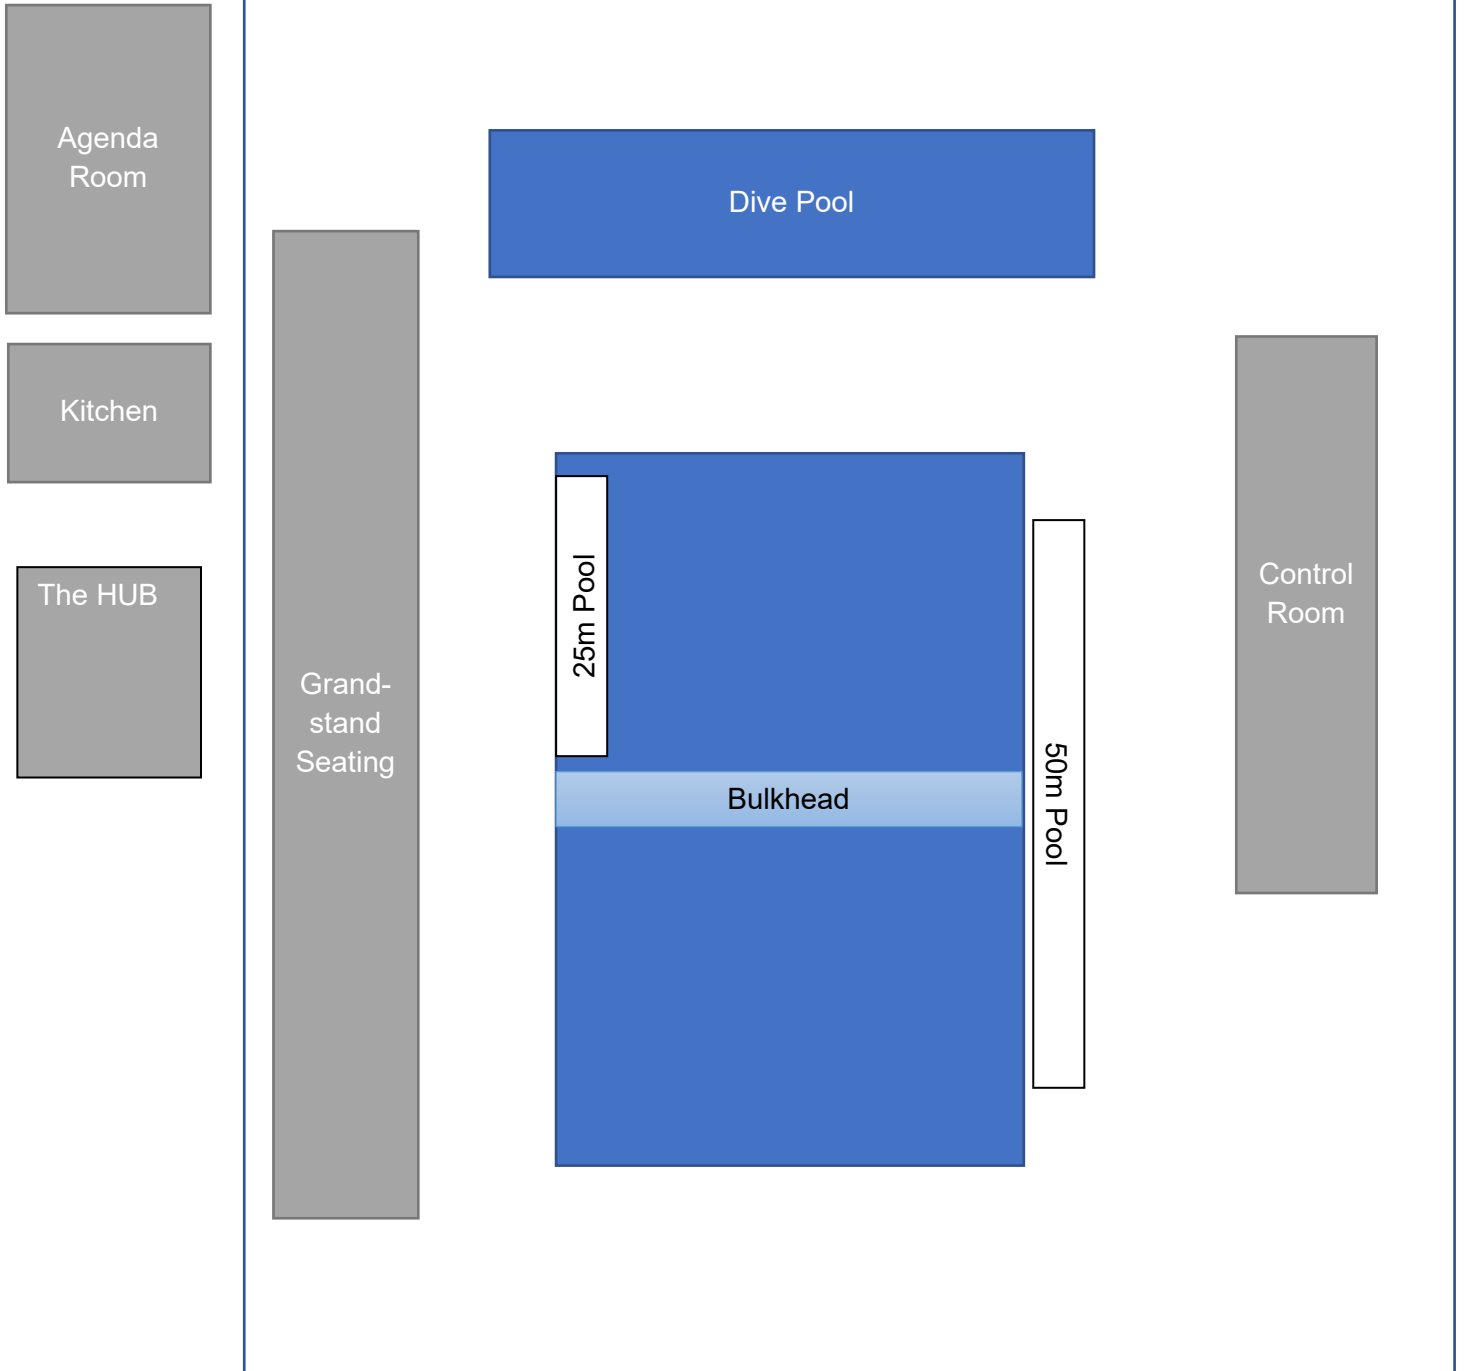 Agenda
Room
Dive Pool
Kitchen
25m Pool
The HUB
Control
Room
Grand-
stand
Seating
50m Pool
Bulkhead